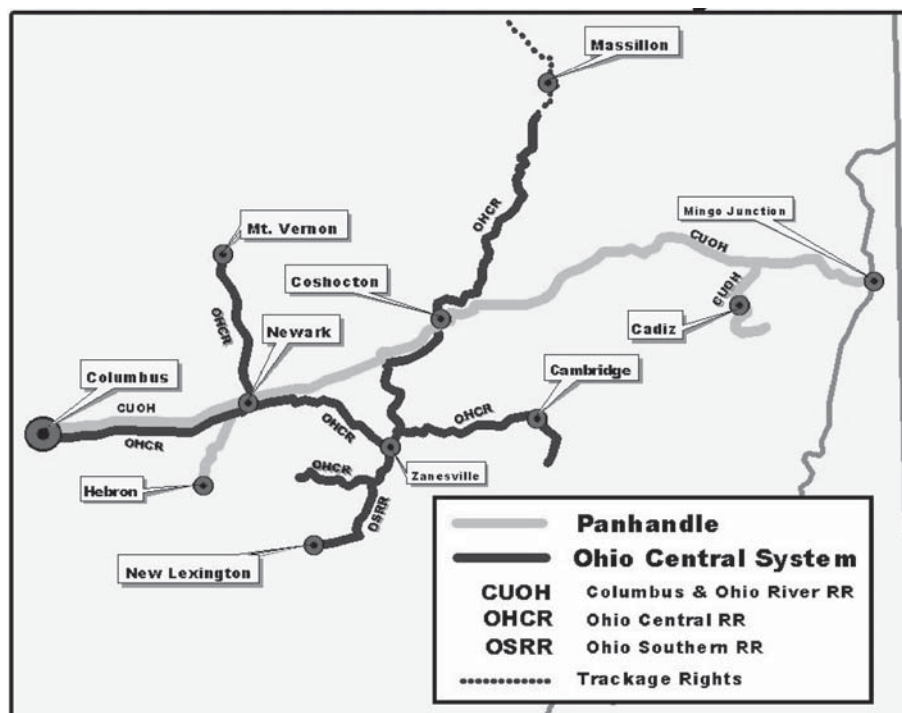 Massillon
OHCR
Mingo Junction
CUOH
Mt. Vernon
Coshocton
CUOH
OHCR
Newark
Cadiz
Columbus
Cambridge
CUOH
OHCR
OHCR
OHCR
OHCR
Zanesville
Hebron
OSRR
New Lexington
Panhandle
Ohio Central System
CUOH Columbus & Ohio River RR
OHCR Ohio Central RR
OSRR Ohio Southern RR
Trackage Rights